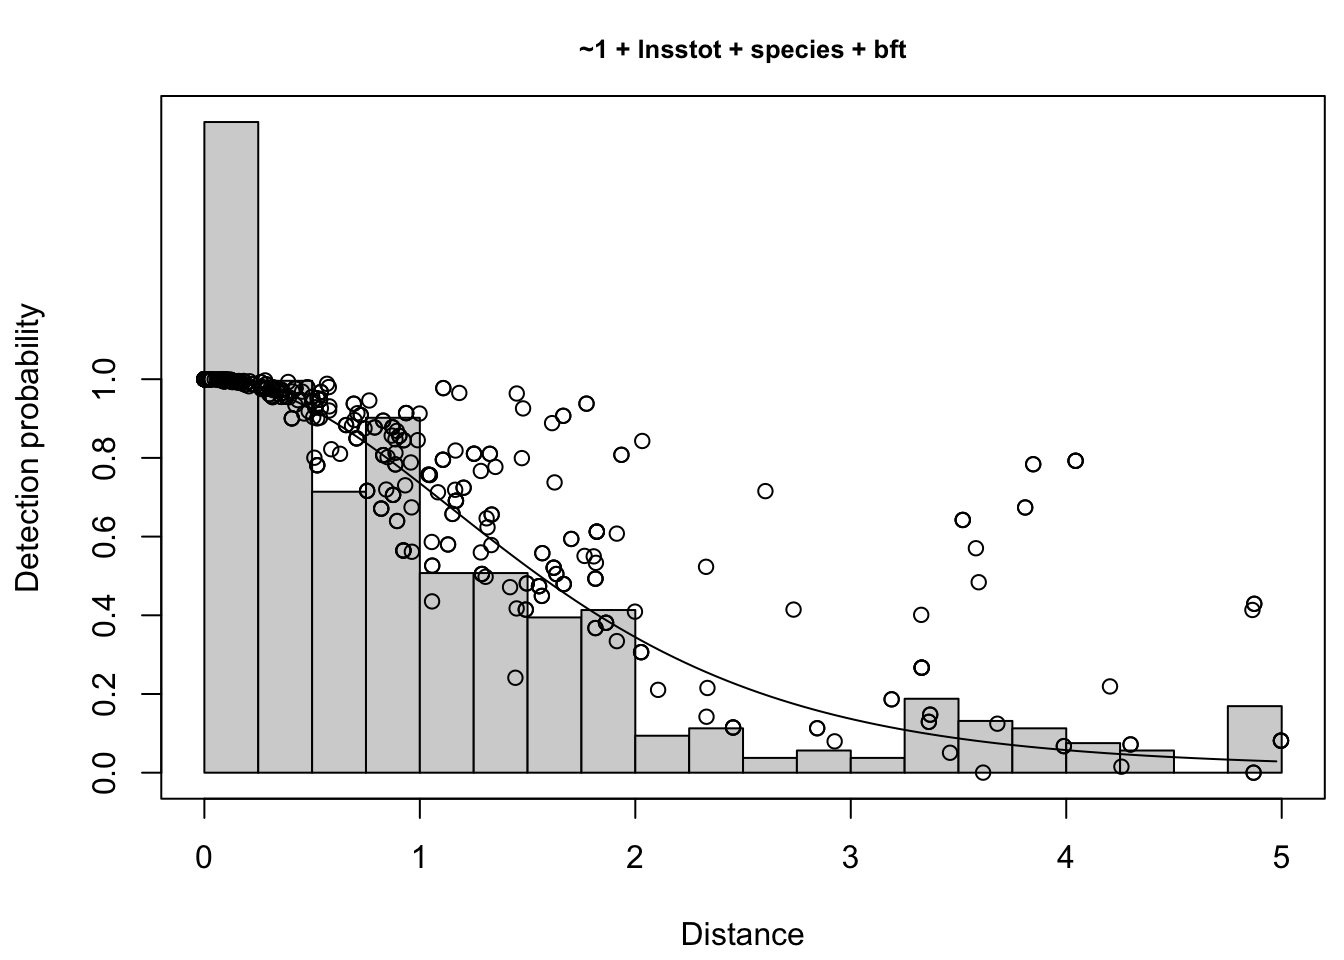 ~1 + lnsstot + species + bft
Detection probability
1.0
0.8
0.6
0.4
0.2
0.0
0 1 2 3 4 5
Distance